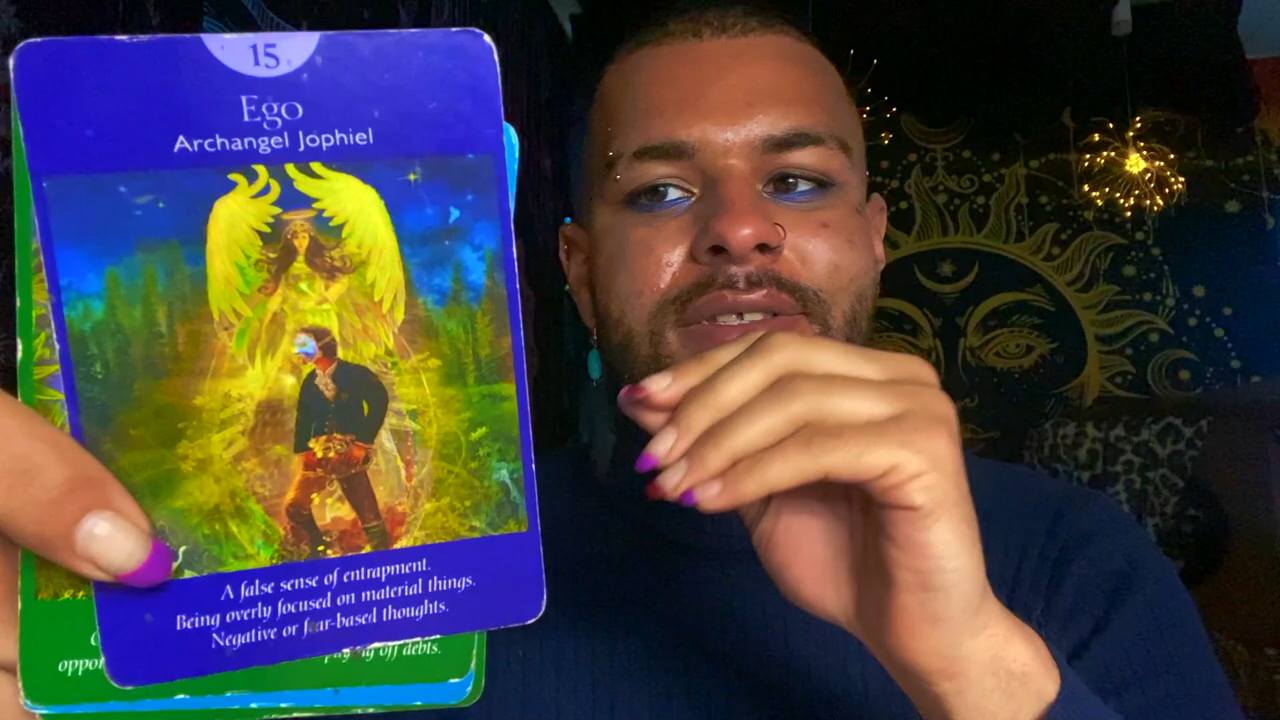 15
Ego
Archangel Jophiel
A false sense of entrapment.
Being overly focused on material things.
Negative or fear-based thoughts.
off debts.